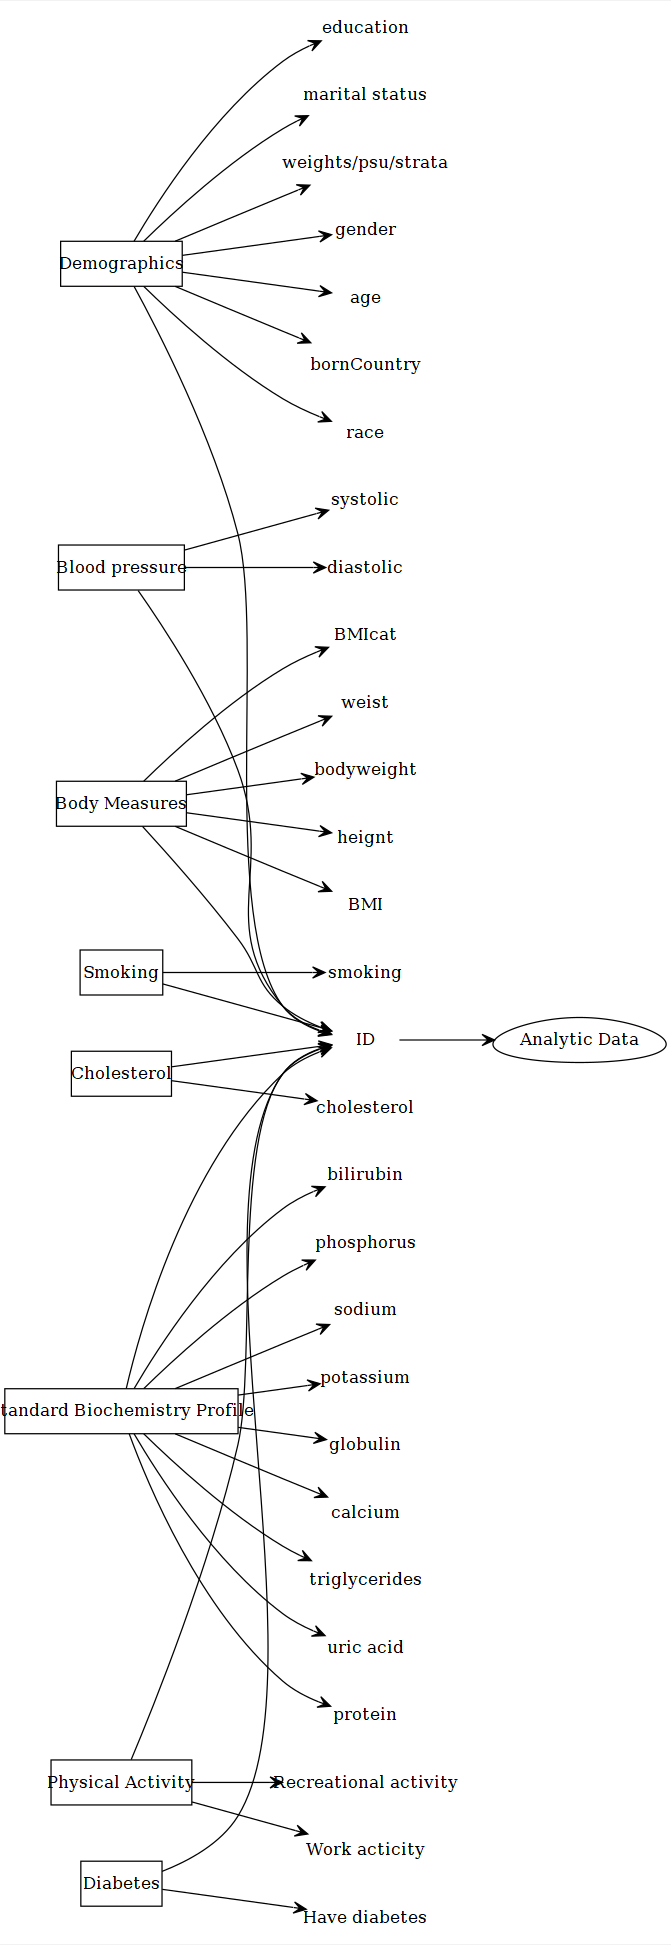 education
marital status
weights/psu/strata
gender
Demographics
age
bornCountry
race
systolic
Blood pressure
diastolic
BMIcat
weist
bodyweight
Body Measures
heignt
BMI
Smoking
smoking
ID
Analytic Data
Cholesterol
cholesterol
bilirubin
phosphorus
sodium
potassium
tandard Biochemistry Profile
globulin
calcium
triglycerides
uric acid
protein
Physical Activity
Recreational activity
Work acticity
Diabetes
Have diabetes